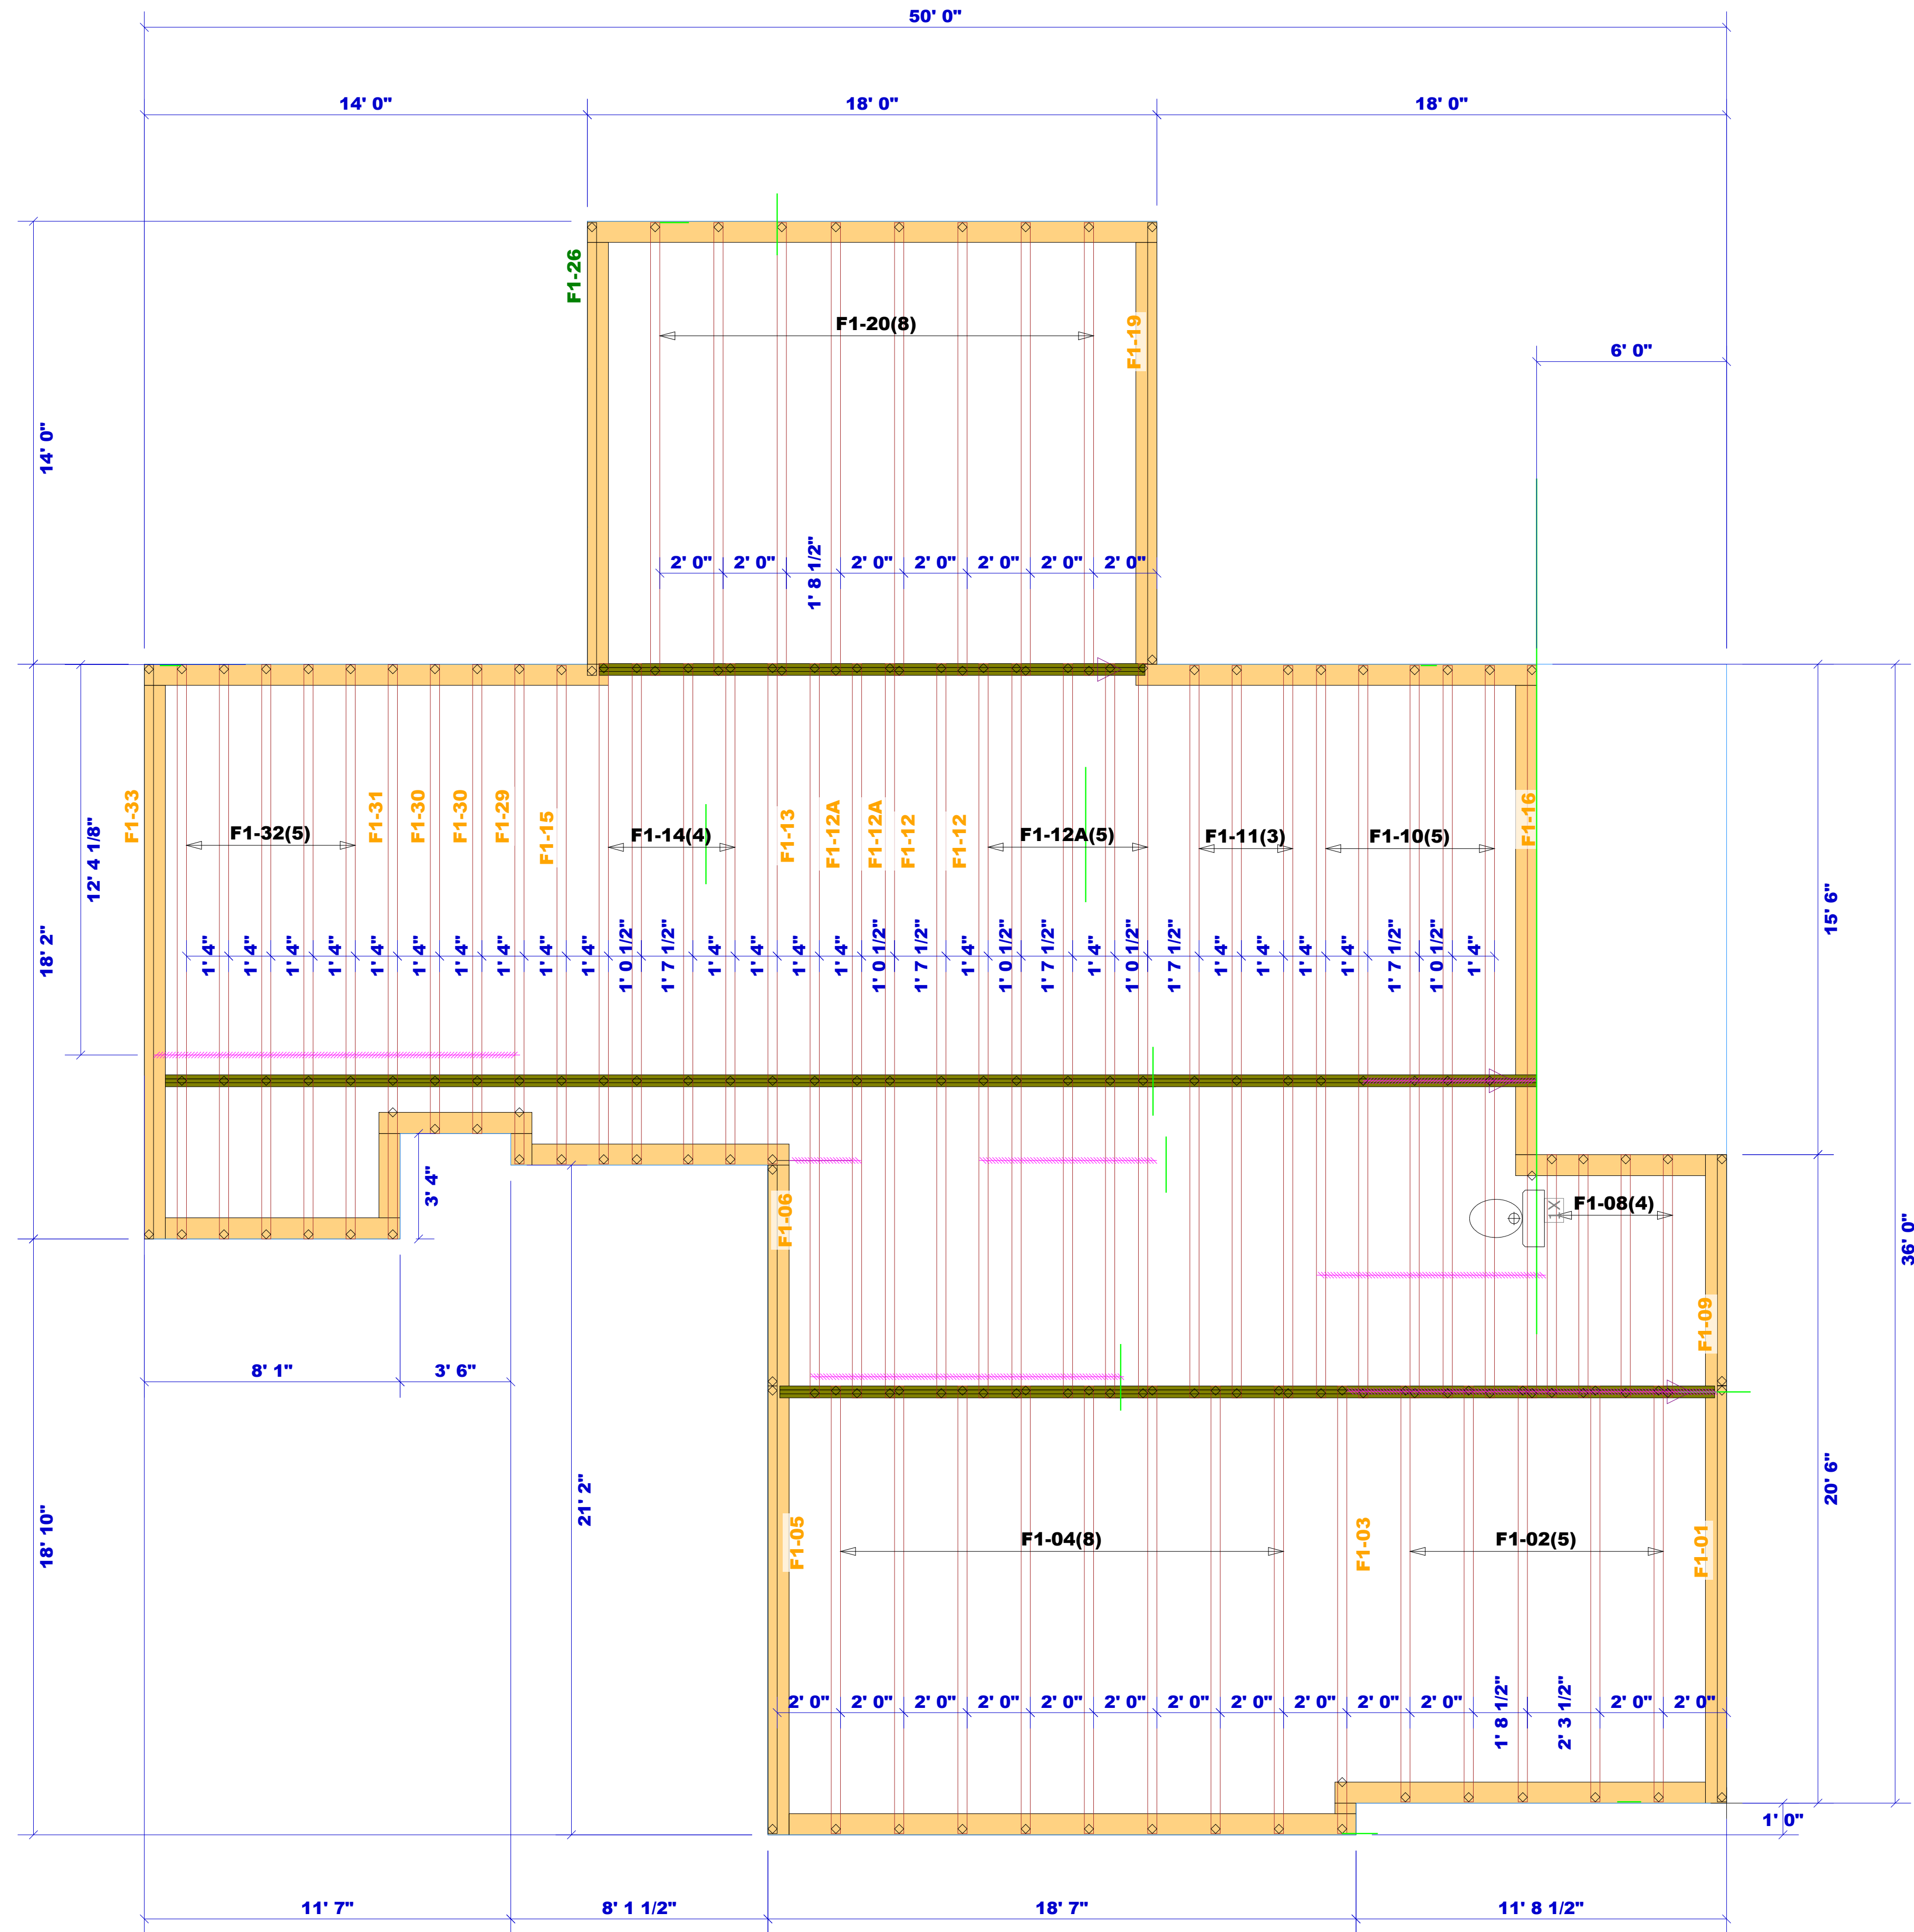 50' 0"
14' 0"
18' 0"
18' 0"
6' 0"
F1-26
F1-20(8)
F1-19
14' 0"
2' 0"
2' 0"
1' 8 1/2"
2' 0"
2' 0"
2' 0"
2' 0"
2' 0"
12' 4 1/8"
18' 2"
F1-33
F1-32(5)
F1-31
F1-30
F1-30
F1-29
F1-15
F1-14(4)
F1-13
F1-12A
F1-12A
F1-12
F1-12
F1-12A(5)
F1-11(3)
F1-10(5)
F1-16
15' 6"
1' 4"
1' 4"
1' 4"
1' 4"
1' 4"
1' 4"
1' 4"
1' 4"
1' 4"
1' 4"
1' 0 1/2"
1' 7 1/2"
1' 4"
1' 4"
1' 4"
1' 4"
1' 0 1/2"
1' 7 1/2"
1' 4"
1' 0 1/2"
1' 7 1/2"
1' 4"
1' 0 1/2"
1' 7 1/2"
1' 4"
1' 4"
1' 4"
1' 4"
1' 7 1/2"
1' 0 1/2"
1' 4"
3' 4"
F1-06
X
F1-08(4)
36' 0"
F1-09
8' 1"
3' 6"
21' 2"
18' 10"
20' 6"
F1-05
F1-04(8)
F1-03
F1-02(5)
F1-01
2' 0"
2' 0"
2' 0"
2' 0"
2' 0"
2' 0"
2' 0"
2' 0"
2' 0"
2' 0"
2' 0"
1' 8 1/2"
2' 3 1/2"
2' 0"
2' 0"
1' 0"
11' 7"
8' 1 1/2"
18' 7"
11' 8 1/2"